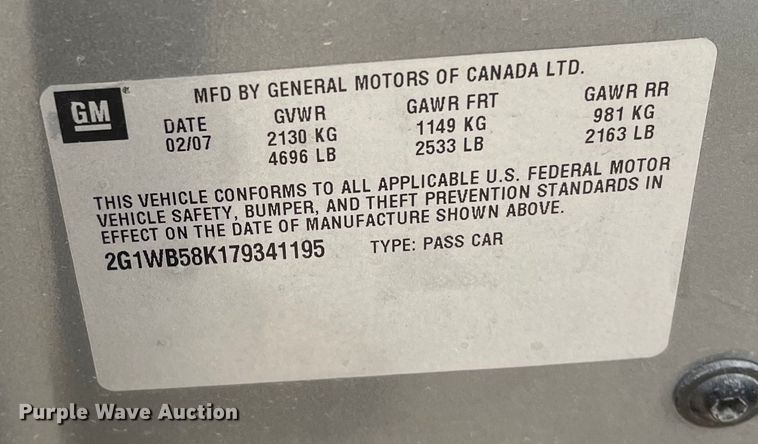 GM
MFD BY GENERAL MOTORS OF CANADA LTD.
DATE GVWR GAWR FRT GAWR RR
02/07 2130 KG 1149 KG 981 KG
4696 LB 2533 LB 2163 LB
THIS VEHICLE CONFORMS TO ALL APPLICABLE U.S. FEDERAL MOTOR
VEHICLE SAFETY, BUMPER, AND THEFT PREVENTION STANDARDS IN
EFFECT ON THE DATE OF MANUFACTURE SHOWN ABOVE.
2G1WB58K179341195 TYPE: PASS CAR
Purple Wave Auction